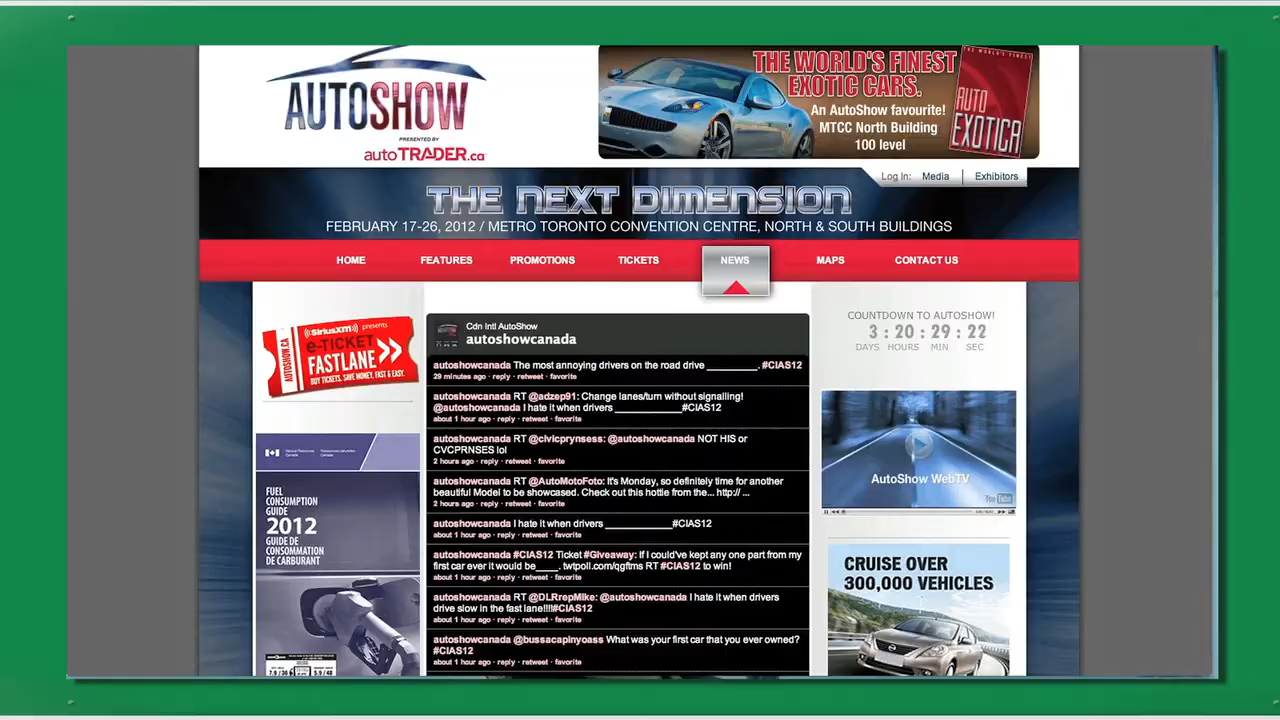 AUTOSHOW
PRESENTED BY
autoTRADER.ca
THE WORLD'S FINEST
EXOTIC CARS.
An AutoShow favourite!
MTCC North Building
100 level
THE WORLD'S FINEST
AUTO
EXOTICA
Log In: Media Exhibitors
THE NEXT DIMENSION
FEBRUARY 17-26, 2012 / METRO TORONTO CONVENTION CENTRE, NORTH & SOUTH BUILDINGS
HOME FEATURES PROMOTIONS TICKETS NEWS MAPS CONTACT US
SiriusXM presents
AUTOSHOW.CA
e-TICKET
FASTLANE
BUY TICKETS. SAVE MONEY. FAST & EASY.
FUEL
CONSUMPTION
GUIDE
2012
GUIDE DE
CONSOMMATION
DE CARBURANT
Cdn Intl AutoShow
autoshowcanada
autoshowcanada The most annoying drivers on the road drive __________. #CIAS12
29 minutes ago · reply · retweet · favorite
autoshowcanada RT @adzep91: Change lanes/turn without signalling!
@autoshowcanada I hate it when drivers _____________#CIAS12
about 1 hour ago · reply · retweet · favorite
autoshowcanada RT @civicprynsess: @autoshowcanada NOT HIS or
CVCPRNSES lol
2 hours ago · reply · retweet · favorite
autoshowcanada RT @AutoMotoFoto: It's Monday, so definitely time for another
beautiful Model to be showcased. Check out this hottie from the... http:// ...
2 hours ago · reply · retweet · favorite
autoshowcanada I hate it when drivers _____________#CIAS12
about 1 hour ago · reply · retweet · favorite
autoshowcanada #CIAS12 Ticket #Giveaway: If I could've kept any one part from my
first car ever it would be____. twtpoll.com/qgftms RT #CIAS12 to win!
about 1 hour ago · reply · retweet · favorite
autoshowcanada RT @DLRrepMike: @autoshowcanada I hate it when drivers
drive slow in the fast lane!!!!#CIAS12
about 1 hour ago · reply · retweet · favorite
autoshowcanada @bussacapinyoass What was your first car that you ever owned?
#CIAS12
about 1 hour ago · reply · retweet · favorite
COUNTDOWN TO AUTOSHOW!
3 : 20 : 29 : 22
DAYS HOURS MIN SEC
AutoShow WebTV
YouTube
CRUISE OVER
300,000 VEHICLES